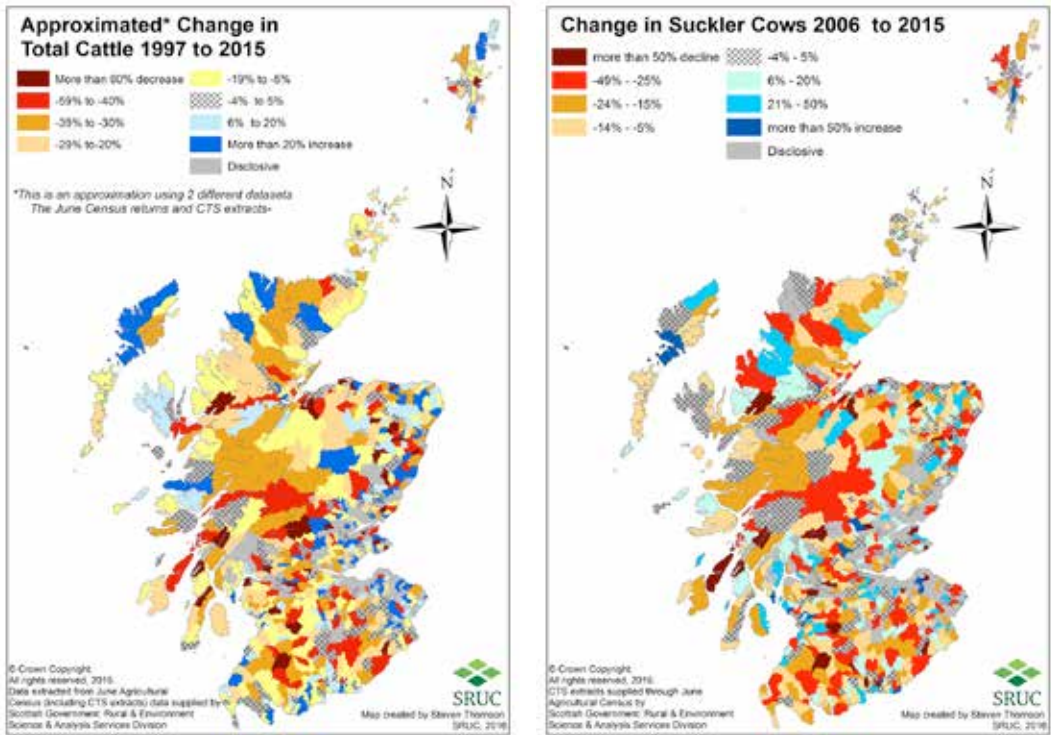 Approximated* Change in
Total Cattle 1997 to 2015
More than 60% decrease
-59% to -40%
-39% to -30%
-29% to-20%
-19% to -5%
-4% to 5%
6% to 20%
More than 20% increase
Disclosive
*This is an approximation using 2 different datasets
The June Census returns and CTS extracts-
N
© Crown Copyright.
All rights reserved, 2016.
Data extracted from June Agricultural
Census (including CTS extracts) data supplied by
Scottish Government: Rural & Environment
Science & Analysis Services Division
SRUC
Map created by Steven Thomson
SRUC, 2016
Change in Suckler Cows 2006 to 2015
more than 50% decline
-49% - -25%
-24% - -15%
-14% - -5%
-4% - 5%
6% - 20%
21% - 50%
more than 50% increase
Disclosive
N
© Crown Copyright.
All rights reserved, 2016.
CTS extracts supplied through June
Agricultural Census by
Scottish Government: Rural & Environment
Science & Analysis Services Division
SRUC
Map created by Steven Thomson
SRUC, 2016